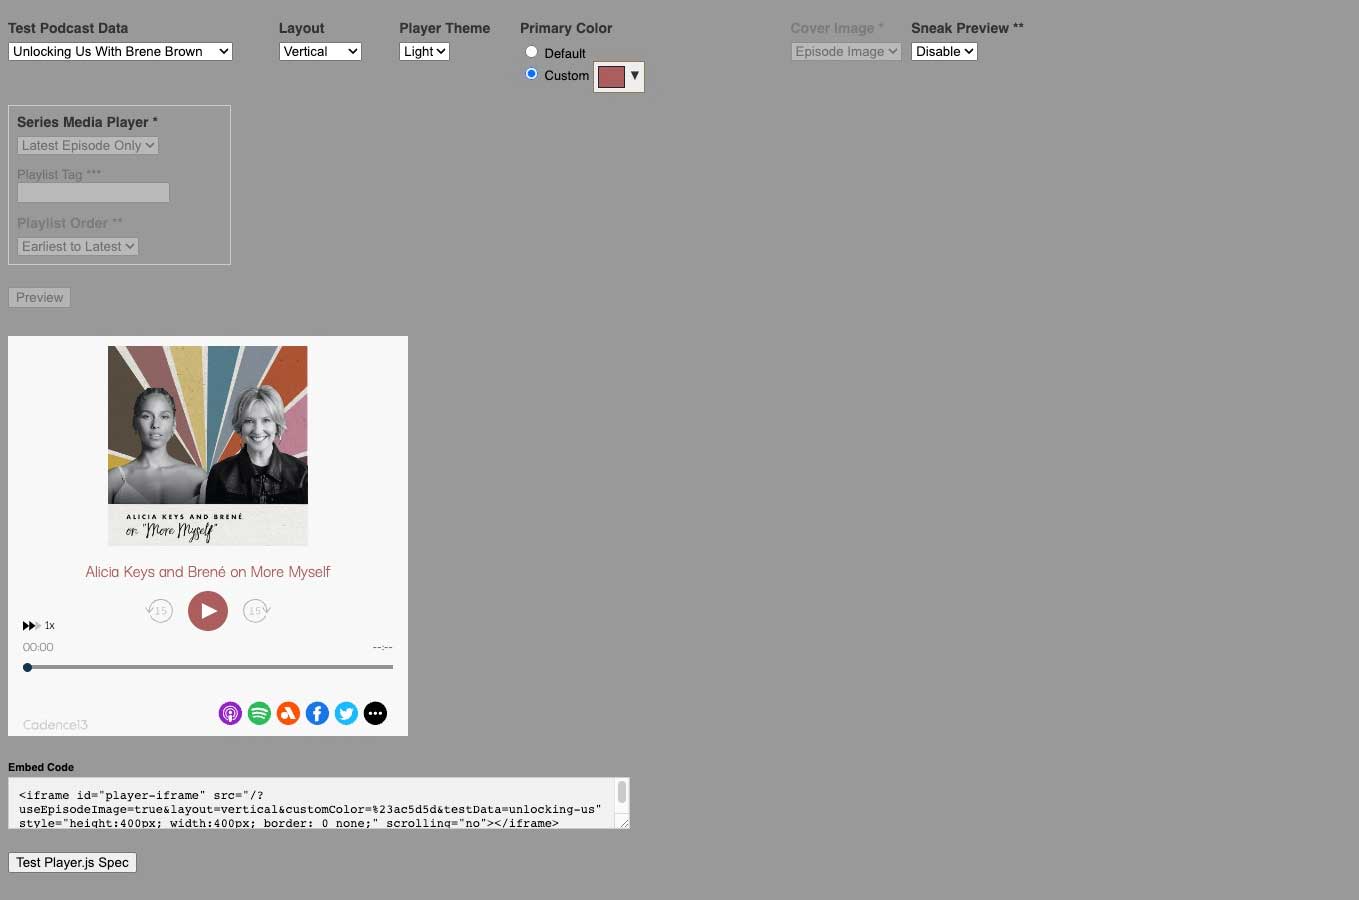 Test Podcast Data
Layout
Player Theme
Primary Color
Cover Image *
Sneak Preview **
Unlocking Us With Brene Brown
Vertical
Light
Default
Episode Image
Disable
Custom
Series Media Player *
Latest Episode Only
Playlist Tag ***
Playlist Order **
Earliest to Latest
Preview
ALICIA KEYS AND BRENÉ
on "More Myself"
Alicia Keys and Brené on More Myself
15
15
1x
00:00
--:--
Cadence13
Embed Code
<iframe id="player-iframe" src="/?
useEpisodeImage=true&layout=vertical&customColor=%23ac5d5d&testData=unlocking-us"
style="height:400px; width:400px; border: 0 none;" scrolling="no"></iframe>
Test Player.js Spec